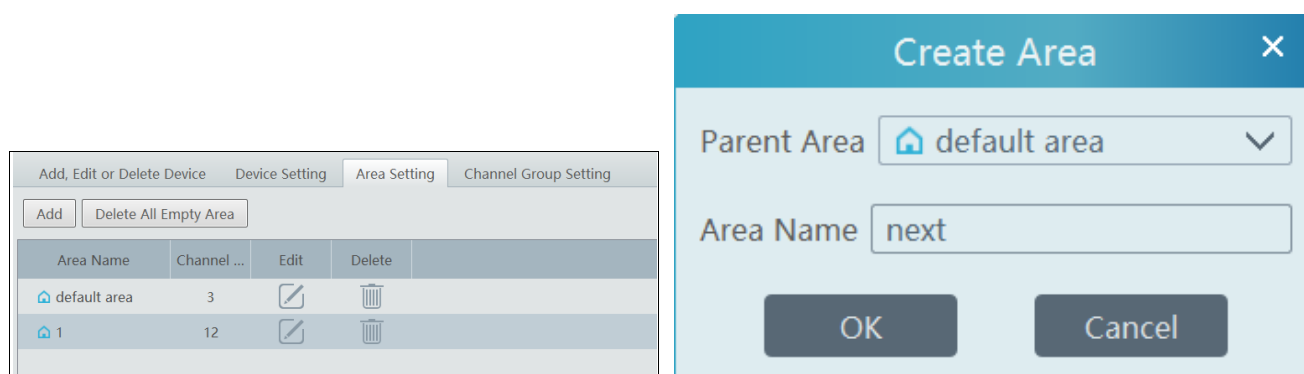 Add, Edit or Delete Device Device Setting Area Setting Channel Group Setting
Add Delete All Empty Area
Area Name Channel ... Edit Delete
default area 3
1 12
Create Area
Parent Area default area
Area Name next
OK Cancel